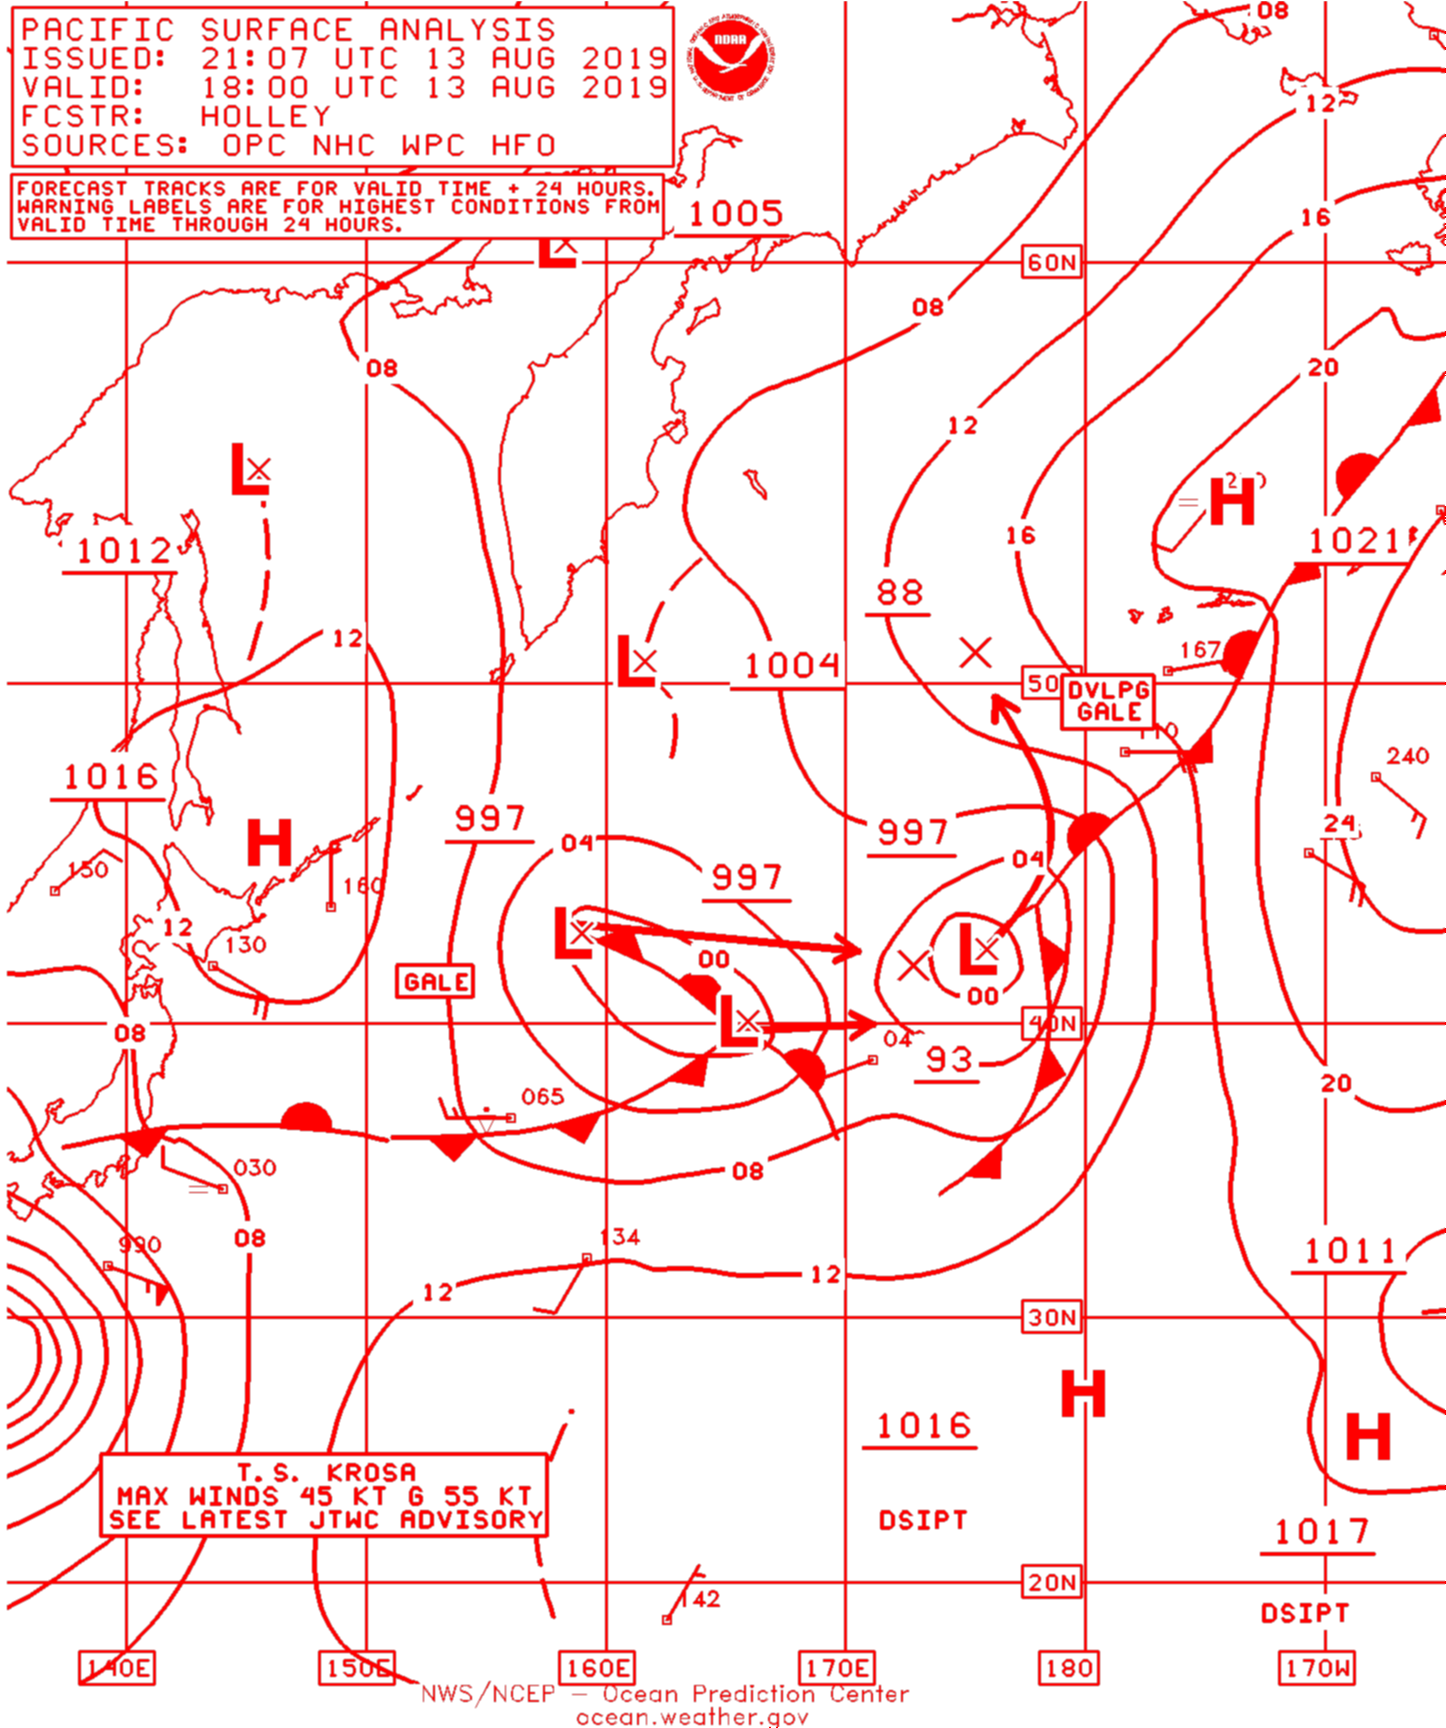 PACIFIC SURFACE ANALYSIS
ISSUED: 21:07 UTC 13 AUG 2019
VALID: 18:00 UTC 13 AUG 2019
FCSTR: HOLLEY
SOURCES: OPC NHC WPC HFO
FORECAST TRACKS ARE FOR VALID TIME + 24 HOURS.
WARNING LABELS ARE FOR HIGHEST CONDITIONS FROM
VALID TIME THROUGH 24 HOURS.
NOAA
08
12
1005
16
L
60N
08
08
20
12
L
H
16
1021
1012
88
12
167
L
1004
50
DVLPG
GALE
110
1016
240
997
997
24
H
04
04
150
160
997
12
130
L
L
00
GALE
00
L
08
40N
04
93
20
065
030
08
08
990
134
1011
12
12
30N
H
1016
H
T.S. KROSA
MAX WINDS 45 KT G 55 KT
SEE LATEST JTWC ADVISORY
DSIPT
1017
20N
142
DSIPT
140E
150E
160E
170E
180
170W
NWS/NCEP – Ocean Prediction Center
ocean.weather.gov